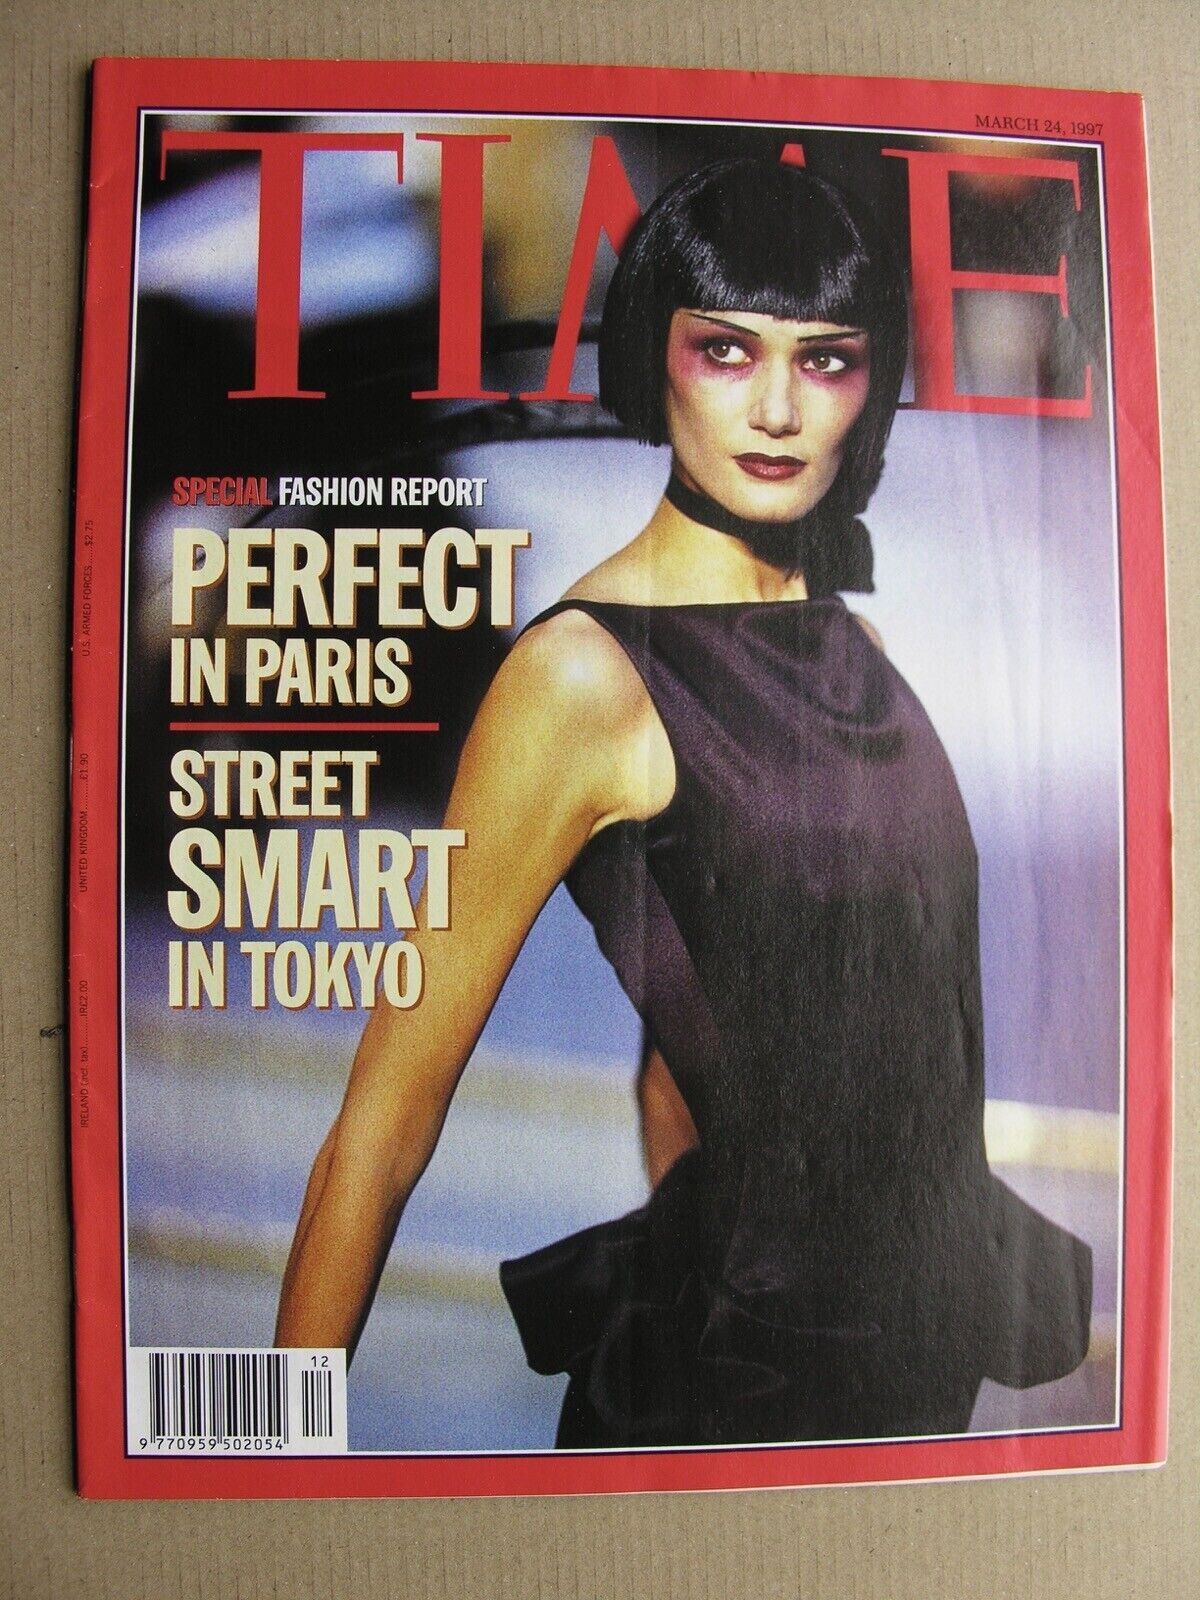 MARCH 24, 1997
TIME
SPECIAL FASHION REPORT
PERFECT
IN PARIS
STREET
SMART
IN TOKYO
U.S. ARMED FORCES......$2.75
UNITED KINGDOM..........£1.90
IRELAND (incl. tax)........IR£2.00
12
9 770959 502054